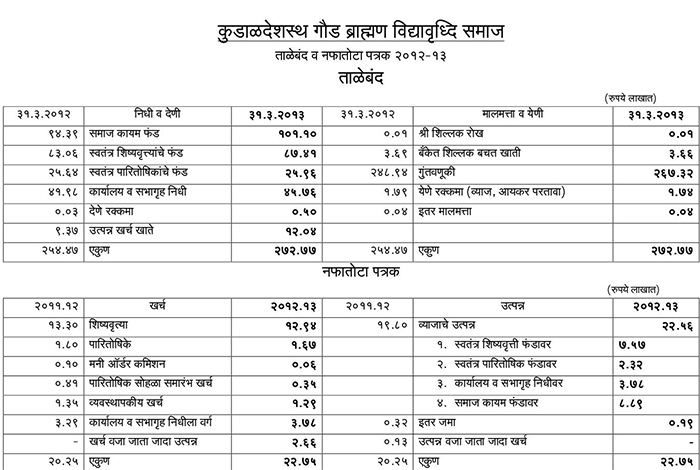 कुडाळदेशस्थ गौड ब्राह्मण विद्यावृध्दि समाज
ताळेबंद व नफातोटा पत्रक २०१२-१३
ताळेबंद
(रुपये लाखात)
३१.३.२०१२ निधी व देणी ३१.३.२०१३ ३१.३.२०१२ मालमत्ता व येणी ३१.३.२०१३
९४.३९ समाज कायम फंड १०१.१० ०.०१ श्री शिल्लक रोख ०.०१
८३.०६ स्वतंत्र शिष्यवृत्त्यांचे फंड ८७.४१ ३.६९ बँकेत शिल्लक बचत खाती ३.६६
२५.६४ स्वतंत्र पारितोषिकांचे फंड २५.९६ २४८.९४ गुंतवणूकी २६७.३२
४१.९८ कार्यालय व सभागृह निधी ४५.७६ १.७९ येणे रक्कमा (व्याज, आयकर परतावा) १.७४
०.०३ देणे रक्कमा ०.५० ०.०४ इतर मालमत्ता ०.०४
९.३७ उत्पन्न खर्च खाते १२.०४
२५४.४७ एकुण २७२.७७ २५४.४७ एकुण २७२.७७
नफातोटा पत्रक
(रुपये लाखात)
२०११.१२ खर्च २०१२.१३ २०११.१२ उत्पन्न २०१२.१३
१३.३० शिष्यवृत्या १२.९४ १९.८० व्याजाचे उत्पन्न २२.५६
१.८० पारितोषिके १.६७ १. स्वतंत्र शिष्यवृत्ती फंडावर ७.५७
०.१० मनी ऑर्डर कमिशन ०.०६ २. स्वतंत्र पारितोषिक फंडावर २.३२
०.४१ पारितोषिक सोहळा समारंभ खर्च ०.३५ ३. कार्यालय व सभागृह निधीवर ३.७८
१.३५ व्यवस्थापकीय खर्च १.२९ ४. समाज कायम फंडावर ८.८९
३.२९ कार्यालय व सभागृह निधीला वर्ग ३.७८ ०.३२ इतर जमा ०.१९
- खर्च वजा जाता जादा उत्पन्न २.६६ ०.१३ उत्पन्न वजा जाता जादा खर्च -
२०.२५ एकुण २२.७५ २०.२५ एकुण २२.७५